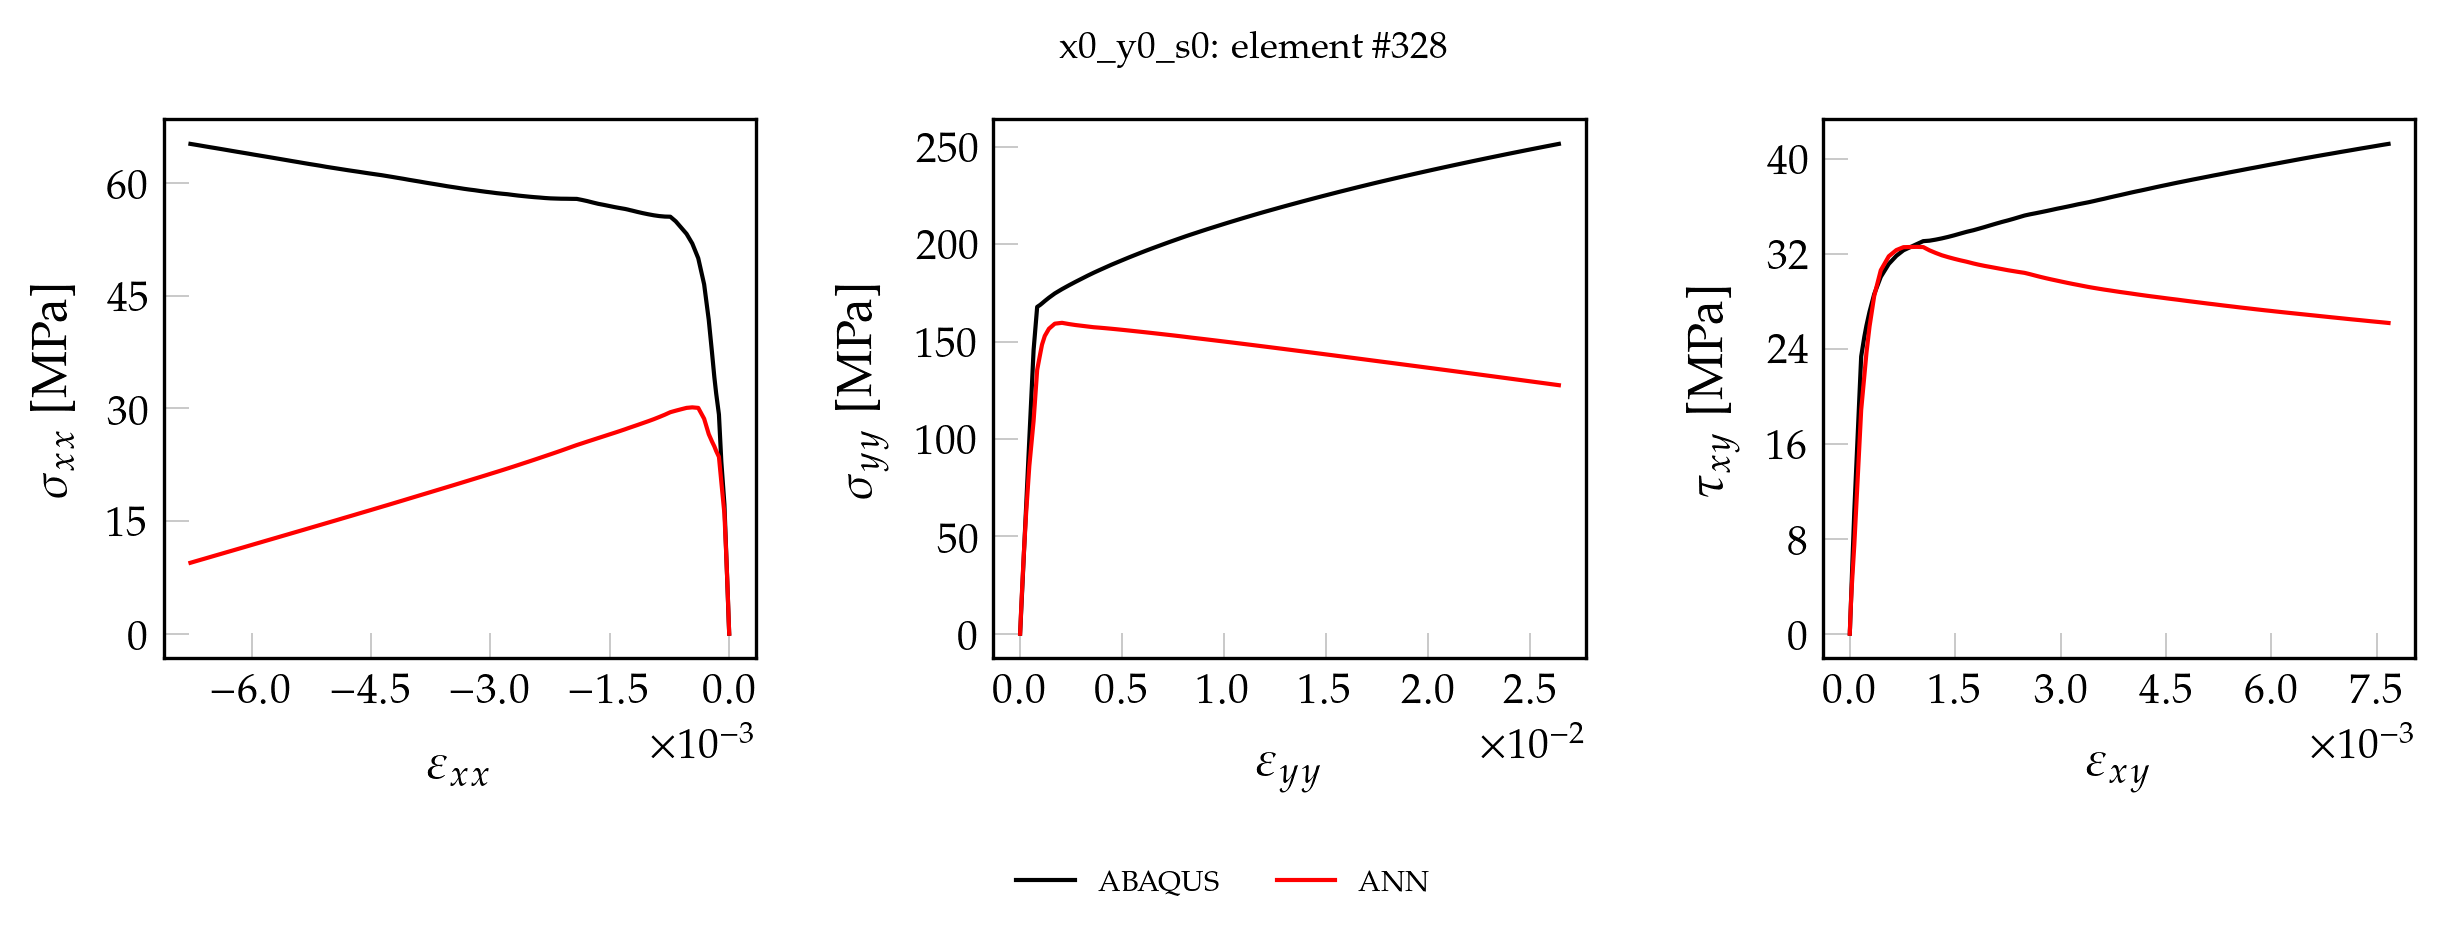 x0_y0_s0: element #328
σxx [MPa]
60
45
30
15
0
−6.0 −4.5 −3.0 −1.5 0.0
×10−3
εxx
σyy [MPa]
250
200
150
100
50
0
0.0 0.5 1.0 1.5 2.0 2.5
×10−2
εyy
τxy [MPa]
40
32
24
16
8
0
0.0 1.5 3.0 4.5 6.0 7.5
×10−3
εxy
ABAQUS ANN